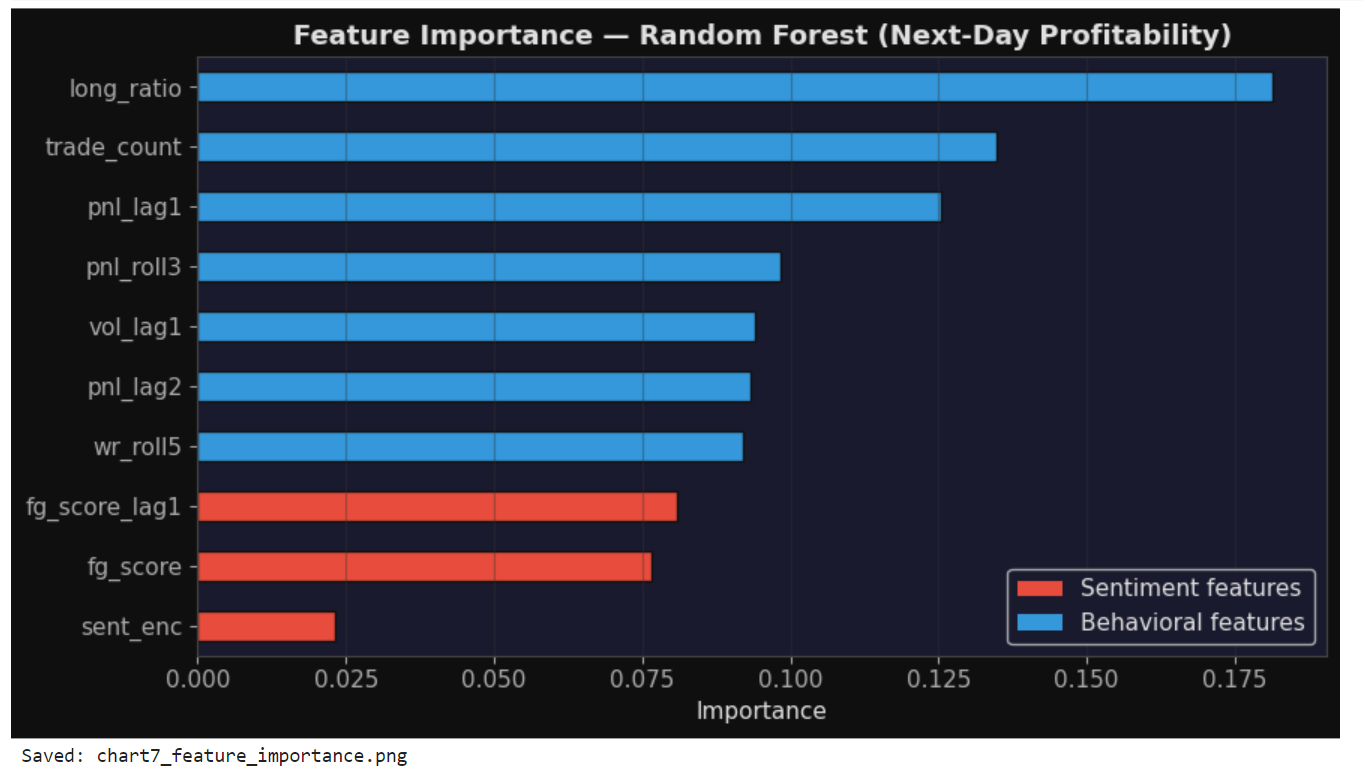 Feature Importance — Random Forest (Next-Day Profitability)
long_ratio
trade_count
pnl_lag1
pnl_roll3
vol_lag1
pnl_lag2
wr_roll5
fg_score_lag1
fg_score
sent_enc
Sentiment features
Behavioral features
0.000 0.025 0.050 0.075 0.100 0.125 0.150 0.175
Importance
Saved: chart7_feature_importance.png